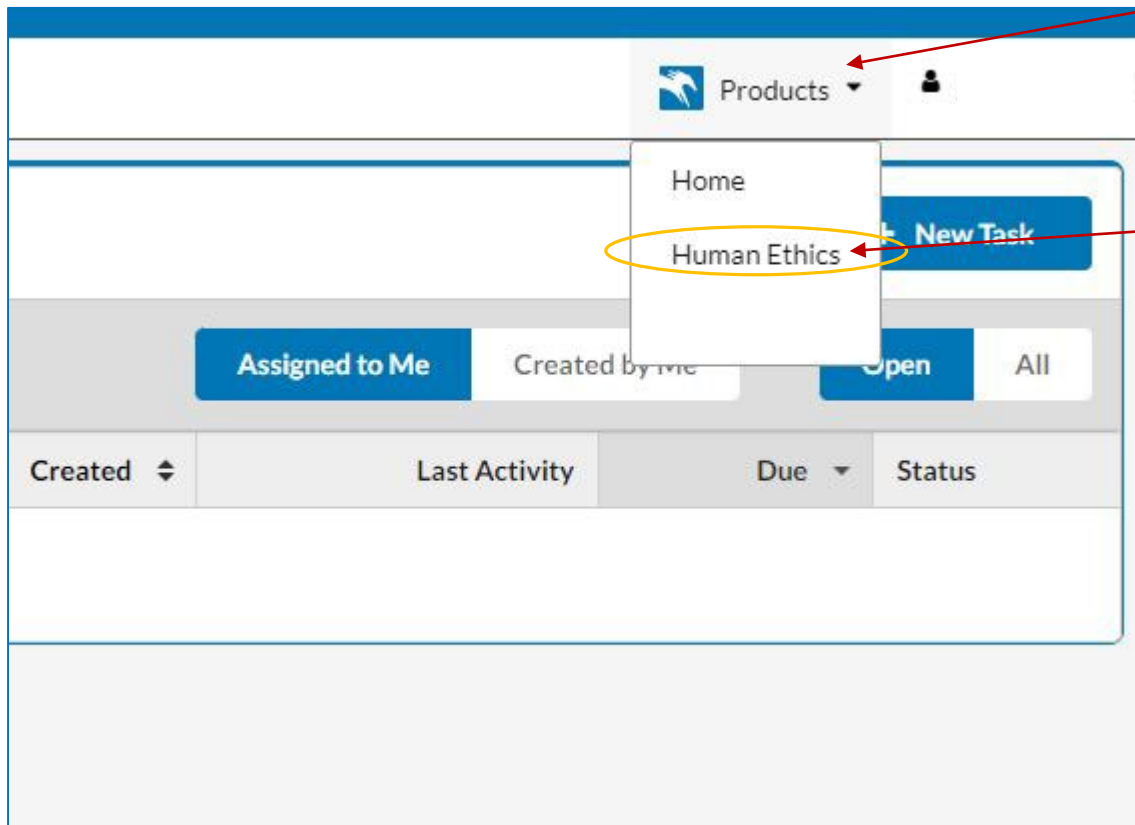 Products
Home
New Task
Human Ethics
Assigned to Me
Created by Me
Open
All
Created
Last Activity
Due
Status